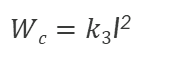 W_c = k_3 l^2